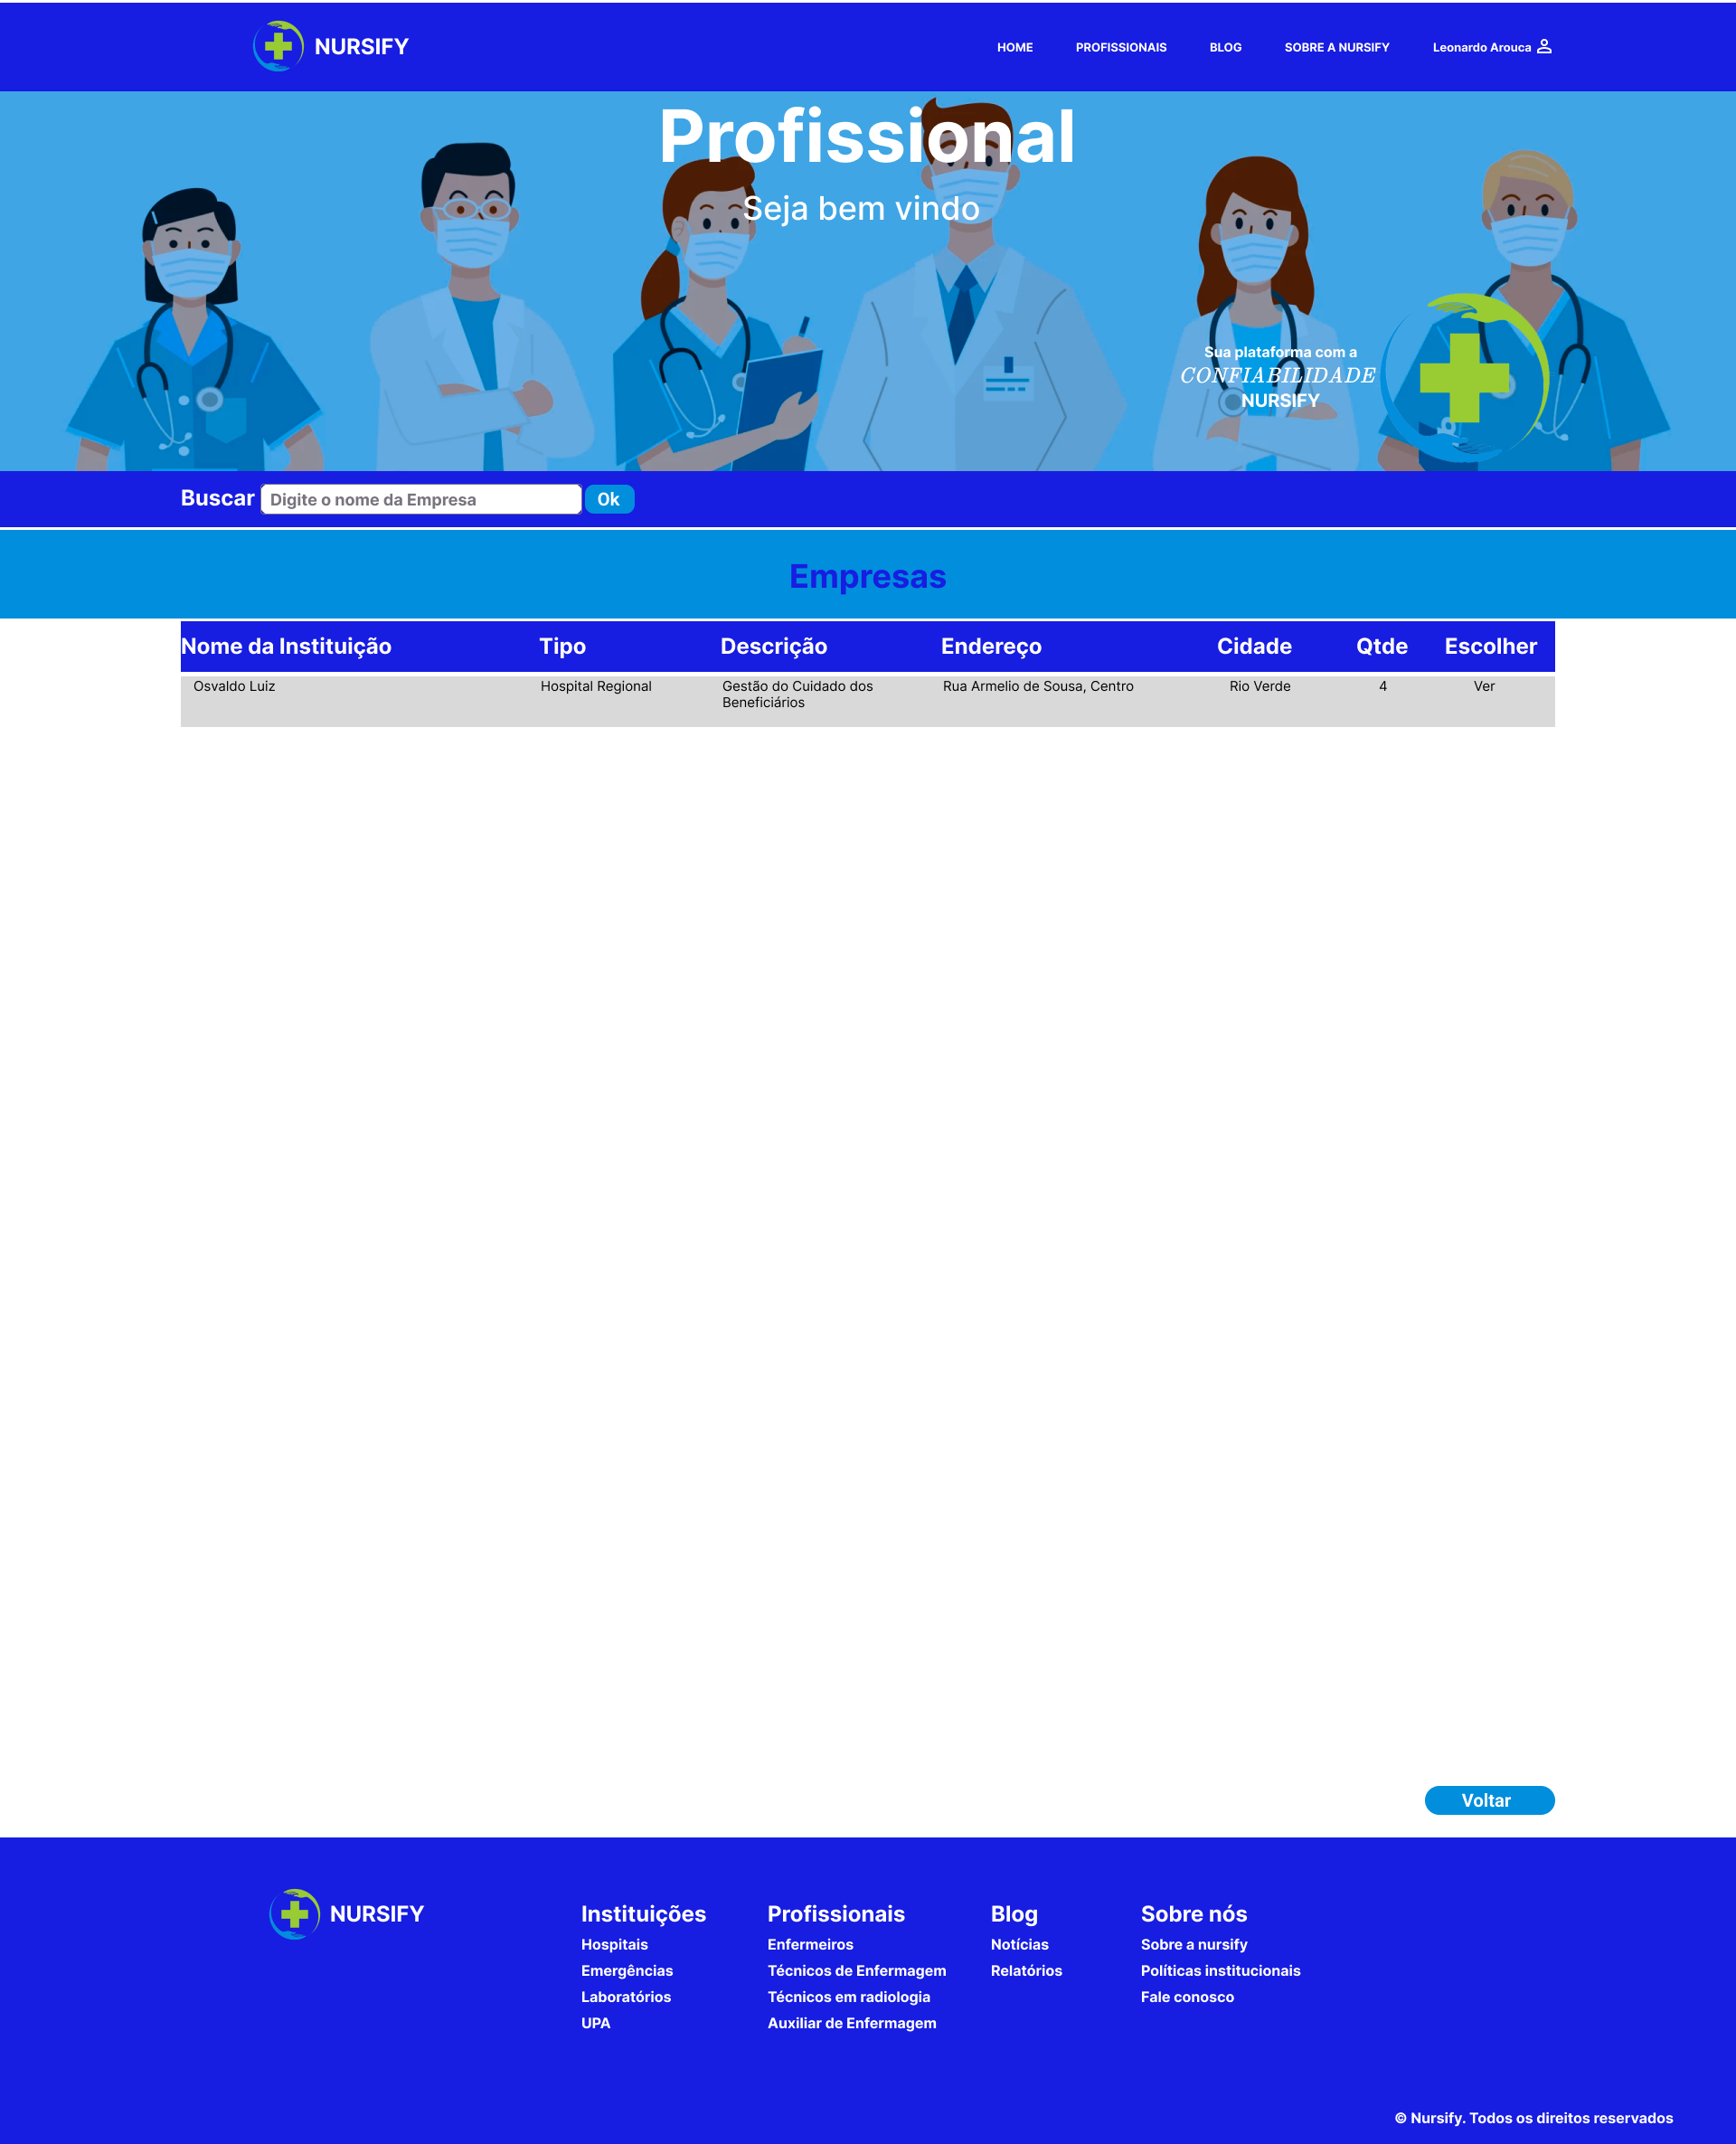 NURSIFY
HOME PROFISSIONAIS BLOG SOBRE A NURSIFY Leonardo Arouca
Profissional
Seja bem vindo
Sua plataforma com a
CONFIABILIDADE
NURSIFY
Buscar Digite o nome da Empresa Ok
Empresas
Nome da Instituição Tipo Descrição Endereço Cidade Qtde Escolher
Osvaldo Luiz Hospital Regional Gestão do Cuidado dos Rua Armelio de Sousa, Centro Rio Verde 4 Ver
Beneficiários
Voltar
NURSIFY
Instituições
Hospitais
Emergências
Laboratórios
UPA
Profissionais
Enfermeiros
Técnicos de Enfermagem
Técnicos em radiologia
Auxiliar de Enfermagem
Blog
Notícias
Relatórios
Sobre nós
Sobre a nursify
Políticas institucionais
Fale conosco
© Nursify. Todos os direitos reservados